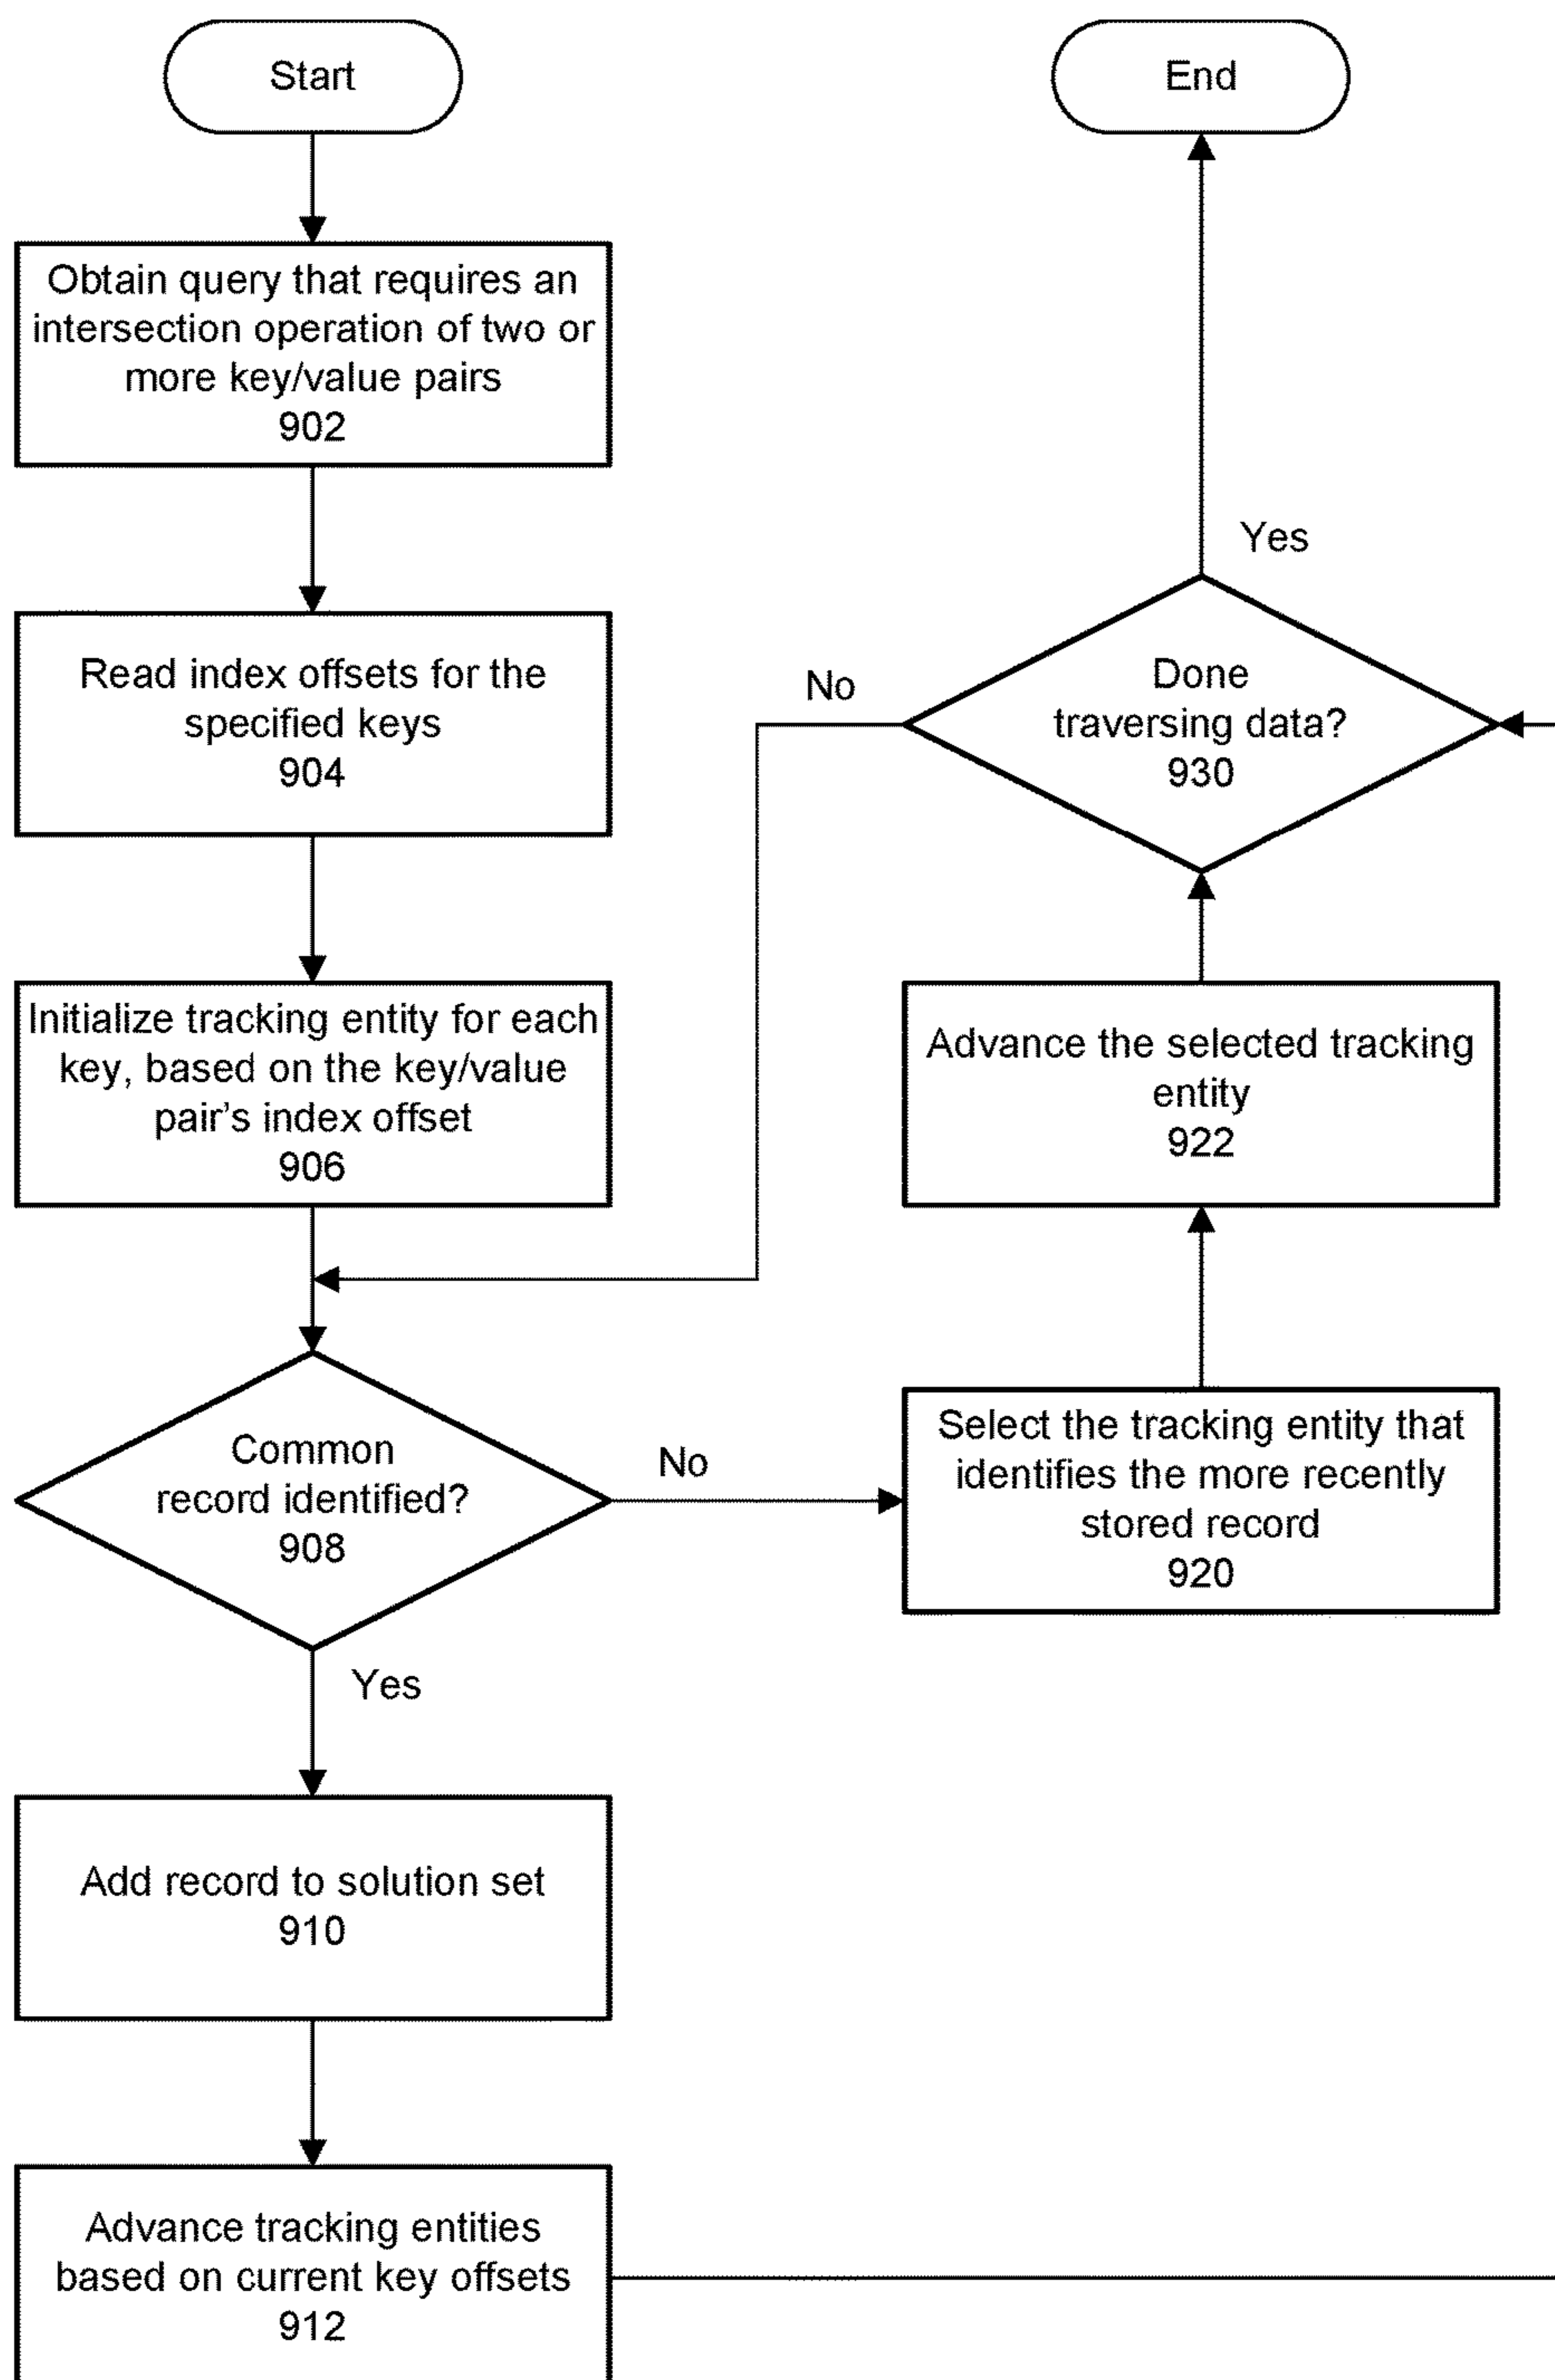 Start
Obtain query that requires an
intersection operation of two or
more key/value pairs
902
Read index offsets for the
specified keys
904
Initialize tracking entity for each
key, based on the key/value
pair's index offset
906
Common
record identified?
908
No
Yes
Add record to solution set
910
Advance tracking entities
based on current key offsets
912
Select the tracking entity that
identifies the more recently
stored record
920
Advance the selected tracking
entity
922
Done
traversing data?
930
No
Yes
End